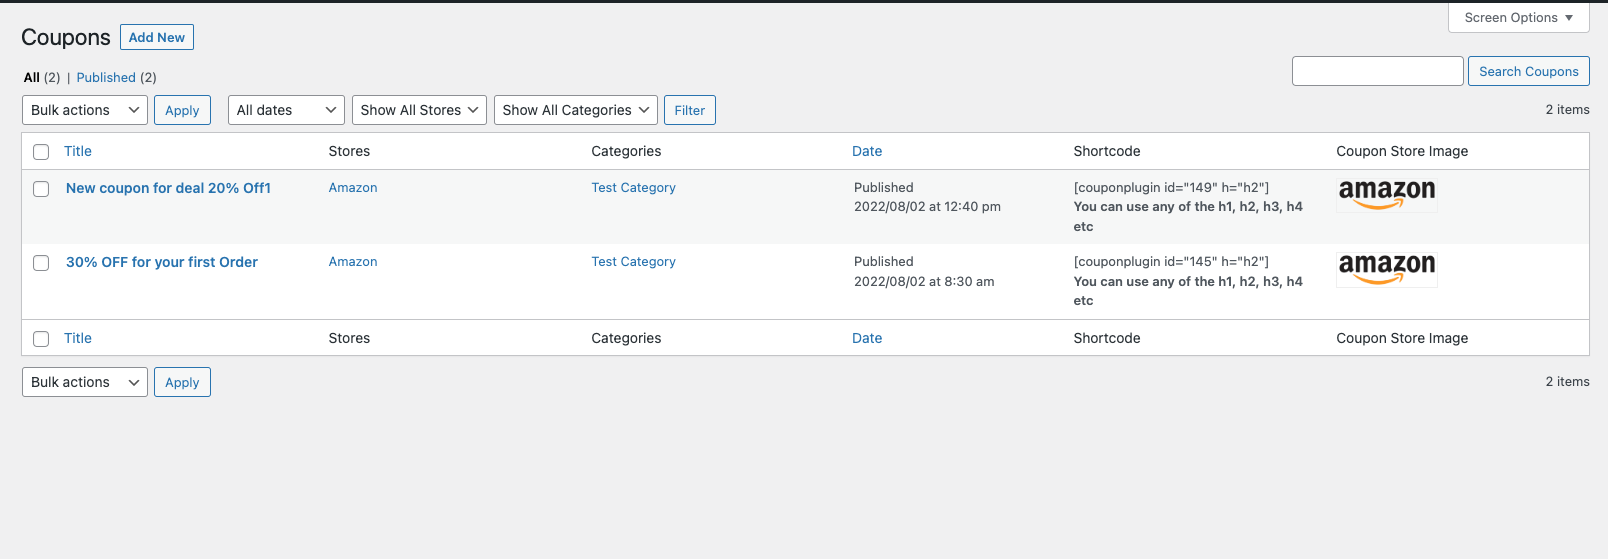 Screen Options ▼
Coupons Add New
All (2) | Published (2)
Search Coupons
Bulk actions Apply All dates Show All Stores Show All Categories Filter 2 items
Title Stores Categories Date Shortcode Coupon Store Image
New coupon for deal 20% Off1 Amazon Test Category Published [couponplugin id="149" h="h2"] amazon
2022/08/02 at 12:40 pm You can use any of the h1, h2, h3, h4
etc
30% OFF for your first Order Amazon Test Category Published [couponplugin id="145" h="h2"] amazon
2022/08/02 at 8:30 am You can use any of the h1, h2, h3, h4
etc
Title Stores Categories Date Shortcode Coupon Store Image
Bulk actions Apply 2 items